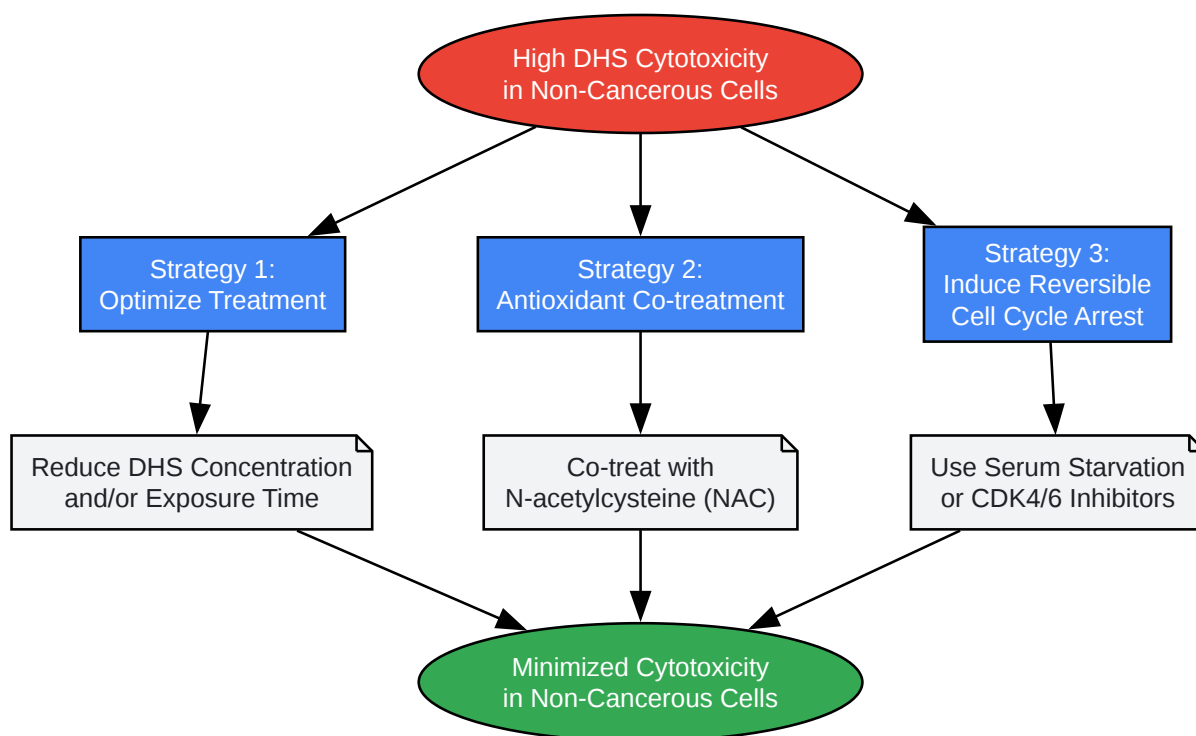 High DHS Cytotoxicity
in Non-Cancerous Cells
Strategy 1:
Optimize Treatment
Strategy 2:
Antioxidant Co-treatment
Strategy 3:
Induce Reversible
Cell Cycle Arrest
Reduce DHS Concentration
and/or Exposure Time
Co-treat with
N-acetylcysteine (NAC)
Use Serum Starvation
or CDK4/6 Inhibitors
Minimized Cytotoxicity
in Non-Cancerous Cells